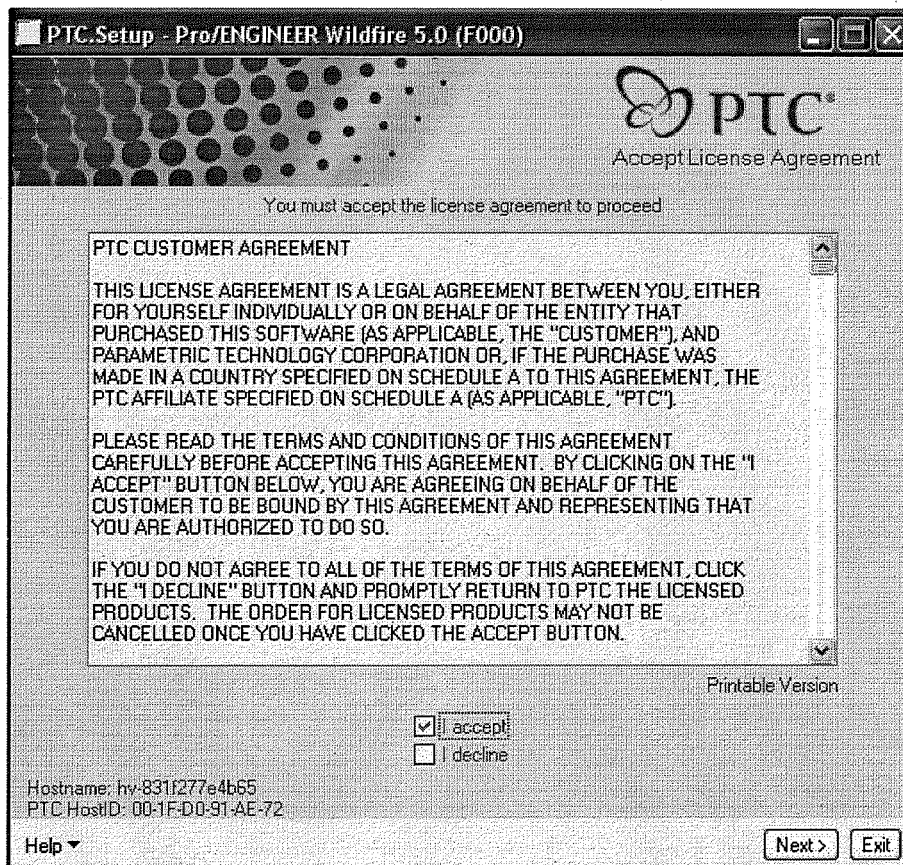 PTC.Setup - Pro/ENGINEER Wildfire 5.0 (F000)
PTC®
Accept License Agreement
You must accept the license agreement to proceed
PTC CUSTOMER AGREEMENT
THIS LICENSE AGREEMENT IS A LEGAL AGREEMENT BETWEEN YOU, EITHER
FOR YOURSELF INDIVIDUALLY OR ON BEHALF OF THE ENTITY THAT
PURCHASED THIS SOFTWARE (AS APPLICABLE, THE "CUSTOMER"), AND
PARAMETRIC TECHNOLOGY CORPORATION OR, IF THE PURCHASE WAS
MADE IN A COUNTRY SPECIFIED ON SCHEDULE A TO THIS AGREEMENT, THE
PTC AFFILIATE SPECIFIED ON SCHEDULE A (AS APPLICABLE, "PTC").
PLEASE READ THE TERMS AND CONDITIONS OF THIS AGREEMENT
CAREFULLY BEFORE ACCEPTING THIS AGREEMENT.  BY CLICKING ON THE "I
ACCEPT" BUTTON BELOW, YOU ARE AGREEING ON BEHALF OF THE
CUSTOMER TO BE BOUND BY THIS AGREEMENT AND REPRESENTING THAT
YOU ARE AUTHORIZED TO DO SO.
IF YOU DO NOT AGREE TO ALL OF THE TERMS OF THIS AGREEMENT, CLICK
THE "I DECLINE" BUTTON AND PROMPTLY RETURN TO PTC THE LICENSED
PRODUCTS.  THE ORDER FOR LICENSED PRODUCTS MAY NOT BE
CANCELLED ONCE YOU HAVE CLICKED THE ACCEPT BUTTON.
Printable Version
I accept
I decline
Hostname: hv-831f277e4b65
PTC HostID: 00-1F-D0-91-AE-72
Help
Next >
Exit